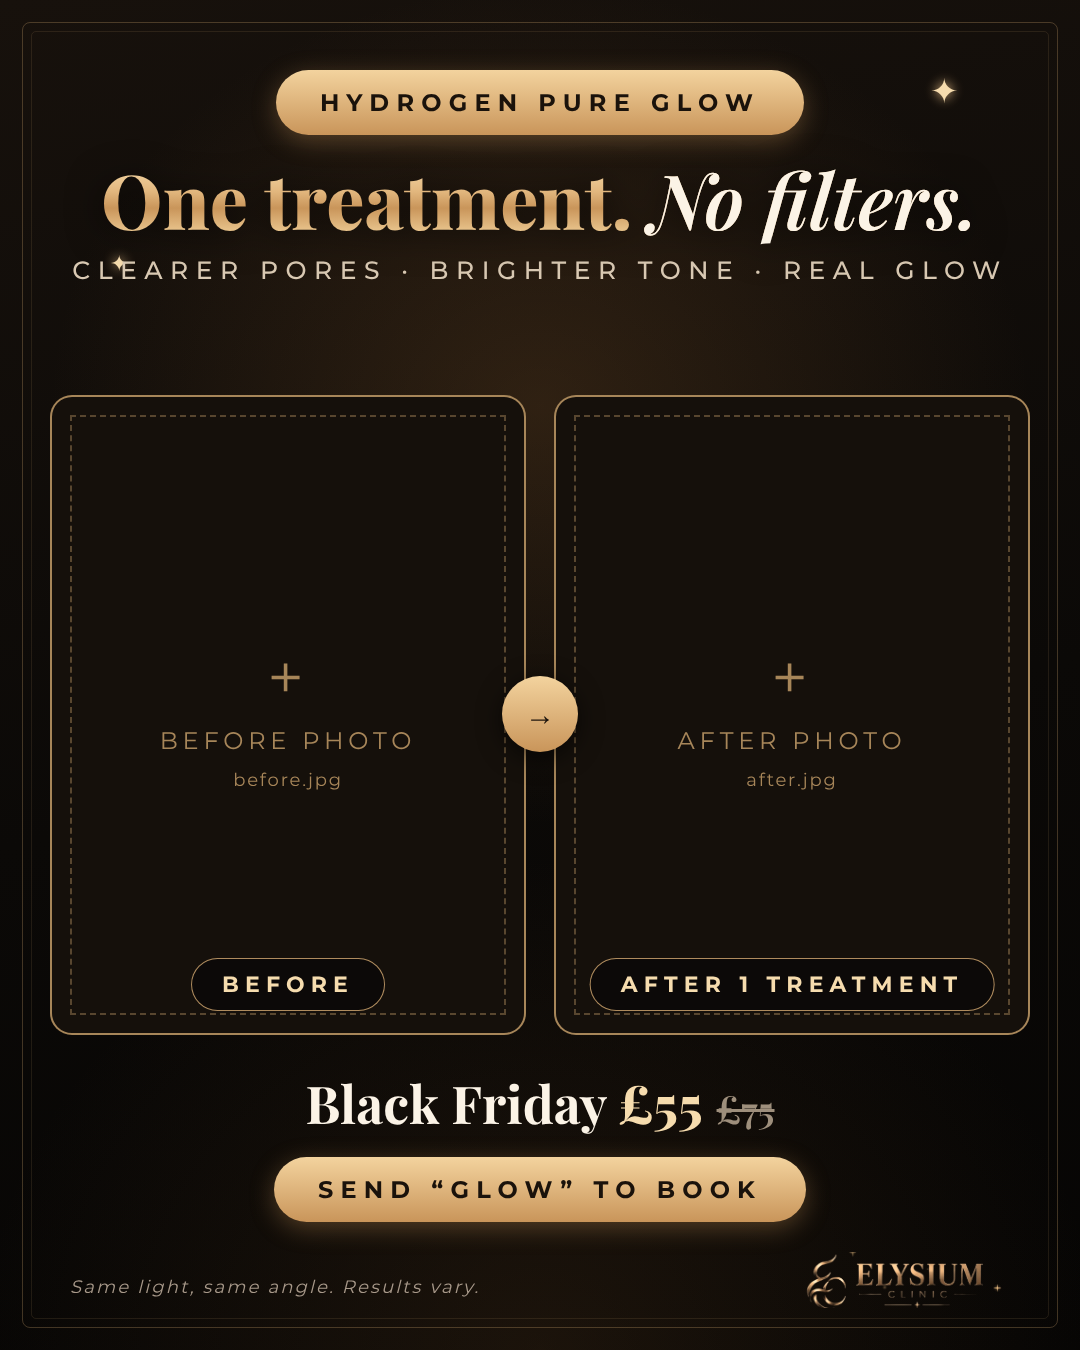 HYDROGEN PURE GLOW
One treatment. No filters.
CLEARER PORES · BRIGHTER TONE · REAL GLOW
+
BEFORE PHOTO
before.jpg
BEFORE
→
+
AFTER PHOTO
after.jpg
AFTER 1 TREATMENT
Black Friday £55 £75
SEND “GLOW” TO BOOK
Same light, same angle. Results vary.
ELYSIUM
CLINIC